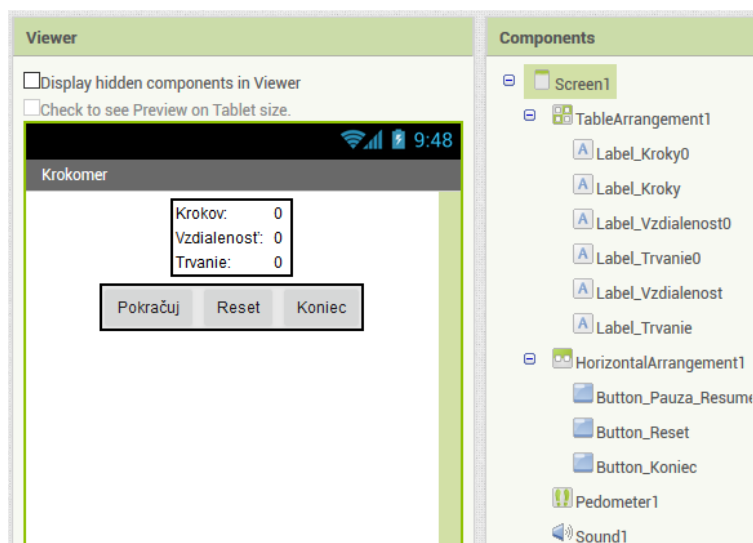 Viewer
Display hidden components in Viewer
Check to see Preview on Tablet size.
9:48
Krokomer
Krokov: 0
Vzdialenosť: 0
Trvanie: 0
Pokračuj Reset Koniec
Components
Screen1
TableArrangement1
A Label_Kroky0
A Label_Kroky
A Label_Vzdialenost0
A Label_Trvanie0
A Label_Vzdialenost
A Label_Trvanie
HorizontalArrangement1
Button_Pauza_Resume
Button_Reset
Button_Koniec
Pedometer1
Sound1